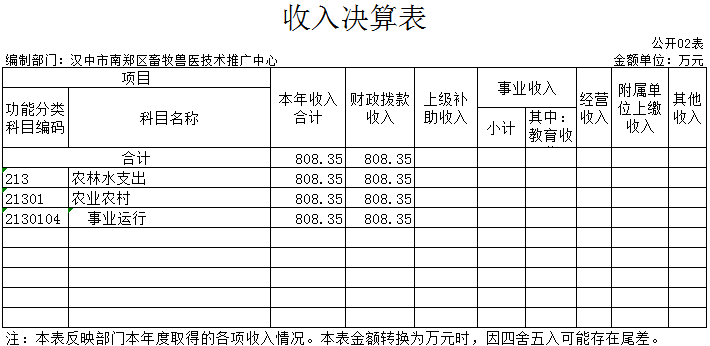 收入决算表
公开02表
编制部门：汉中市南郑区畜牧兽医技术推广中心 金额单位：万元
项目 本年收入合计 财政拨款收入 上级补助收入 事业收入 经营收入 附属单位上缴收入 其他收入
功能分类科目编码 科目名称 小计 其中：教育收
合计 808.35 808.35
213 农林水支出 808.35 808.35
21301 农业农村 808.35 808.35
2130104 事业运行 808.35 808.35
注：本表反映部门本年度取得的各项收入情况。本表金额转换为万元时，因四舍五入可能存在尾差。